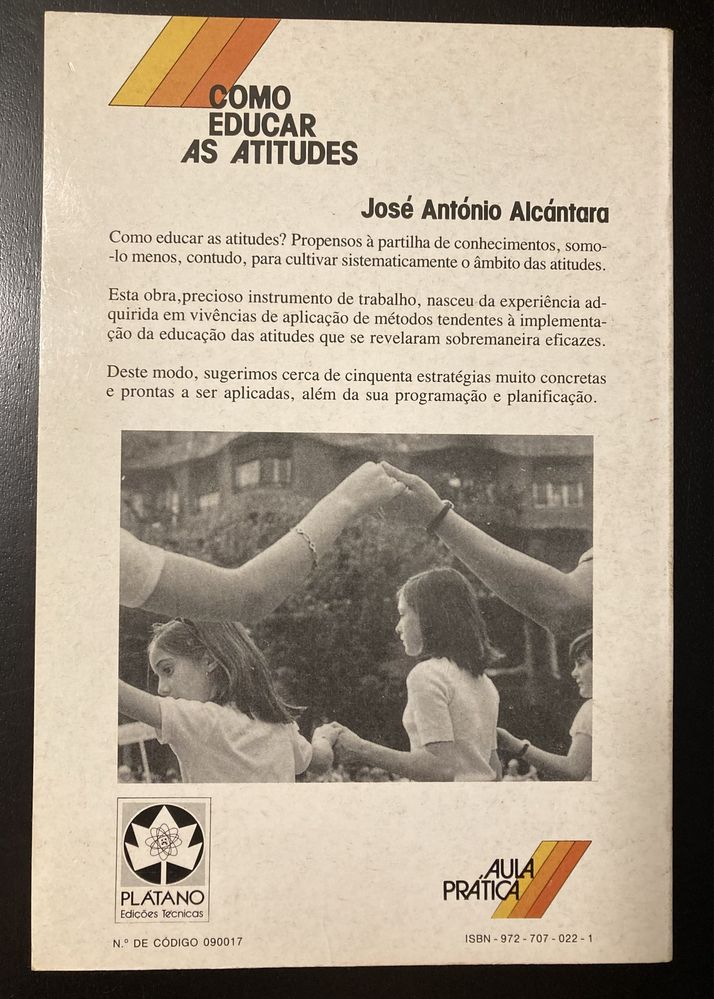 COMO
EDUCAR
AS ATITUDES
José António Alcántara
Como educar as atitudes? Propensos à partilha de conhecimentos, somo-
-lo menos, contudo, para cultivar sistematicamente o âmbito das atitudes.
Esta obra,precioso instrumento de trabalho, nasceu da experiência ad-
quirida em vivências de aplicação de métodos tendentes à implementa-
ção da educação das atitudes que se revelaram sobremaneira eficazes.
Deste modo, sugerimos cerca de cinquenta estratégias muito concretas
e prontas a ser aplicadas, além da sua programação e planificação.
PLÁTANO
Edições Técnicas
AULA
PRÁTICA
N.º DE CÓDIGO 090017
ISBN - 972 - 707 - 022 - 1